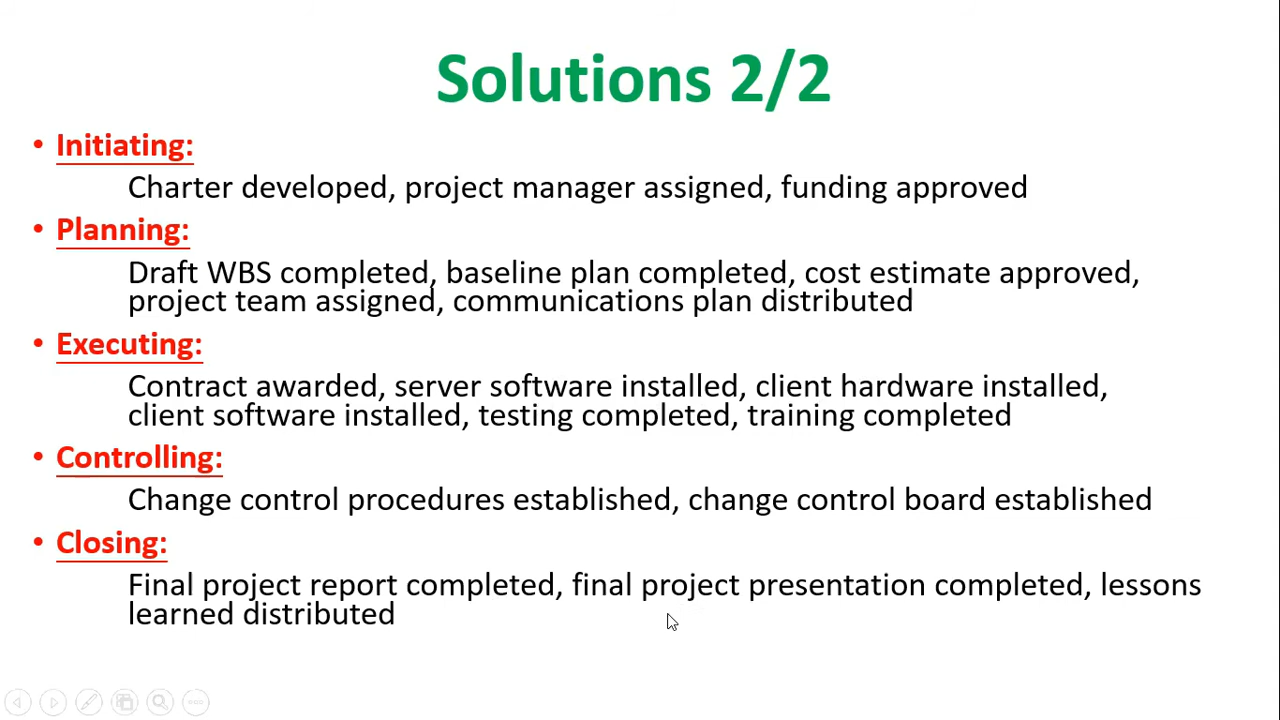 Solutions 2/2
• Initiating:
Charter developed, project manager assigned, funding approved
• Planning:
Draft WBS completed, baseline plan completed, cost estimate approved,
project team assigned, communications plan distributed
• Executing:
Contract awarded, server software installed, client hardware installed,
client software installed, testing completed, training completed
• Controlling:
Change control procedures established, change control board established
• Closing:
Final project report completed, final project presentation completed, lessons
learned distributed